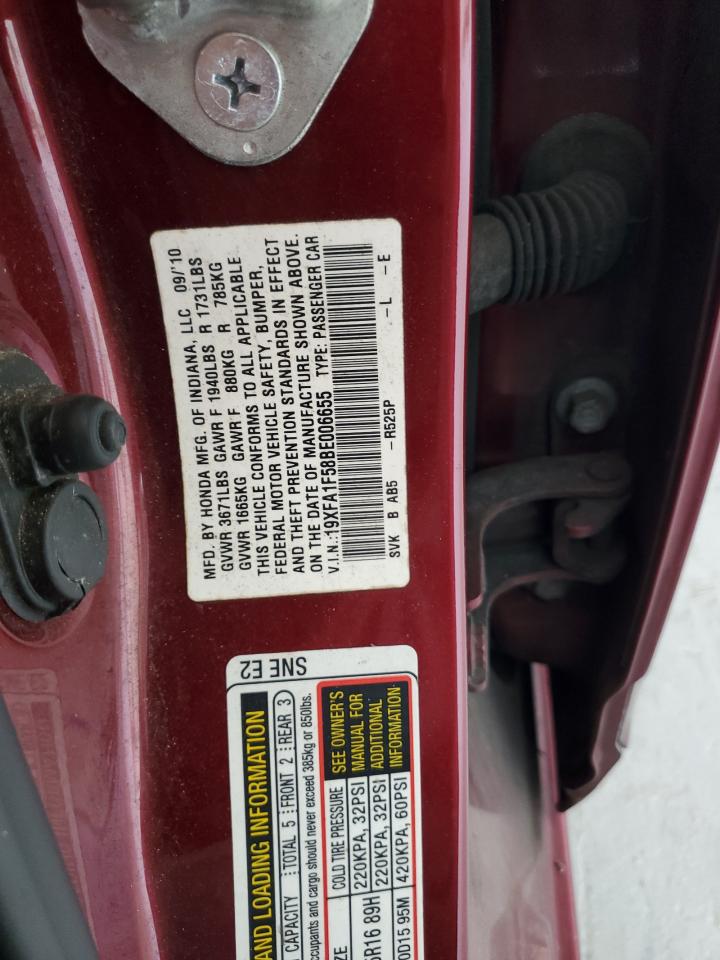 MFD. BY HONDA MFG. OF INDIANA, LLC 09/'10
GVWR 3671LBS GAWR F 1940LBS R 1731LBS
GVWR 1665KG GAWR F 880KG R 785KG
THIS VEHICLE CONFORMS TO ALL APPLICABLE
FEDERAL MOTOR VEHICLE SAFETY, BUMPER,
AND THEFT PREVENTION STANDARDS IN EFFECT
ON THE DATE OF MANUFACTURE SHOWN ABOVE.
V.I.N.:19XFA1F58BE006655 TYPE: PASSENGER CAR
SVK B AB5 -R525P -L -E
SNE E2
AND LOADING INFORMATION
CAPACITY TOTAL 5 FRONT 2 REAR 3
occupants and cargo should never exceed 385kg or 850lbs.
COLD TIRE PRESSURE SEE OWNER'S
MANUAL FOR
ADDITIONAL
INFORMATION
R16 89H 220KPA, 32PSI
220KPA, 32PSI
D15 95M 420KPA, 60PSI